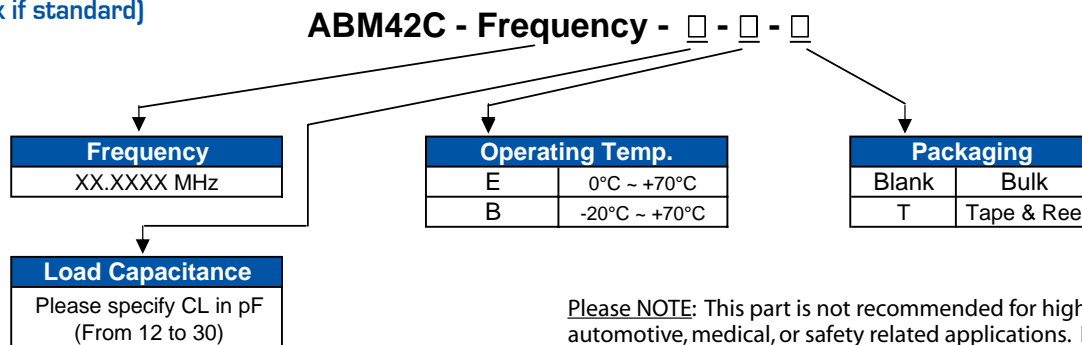 if standard)
ABM42C - Frequency - □ - □ - □
Frequency
XX.XXXX MHz
Operating Temp.
E 0°C ~ +70°C
B -20°C ~ +70°C
Packaging
Blank Bulk
T Tape &
Load Capacitance
Please specify CL in pF
(From 12 to 30)
Please NOTE: This part is not recommended for high
automotive, medical, or safety related applications.